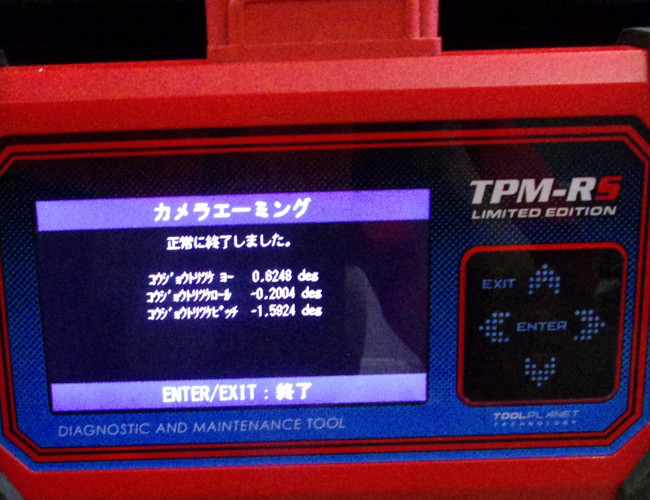 カメラエーミング
正常に終了しました。
コウジョウトリツケ ヨー 0.6248 deg
コウジョウトリツケロール -0.2004 deg
コウジョウトリツケピッチ -1.5924 deg
ENTER/EXIT:終了
DIAGNOSTIC AND MAINTENANCE TOOL
TPM-RS
LIMITED EDITION
EXIT
ENTER
TOOLPLANET
TECHNOLOGY